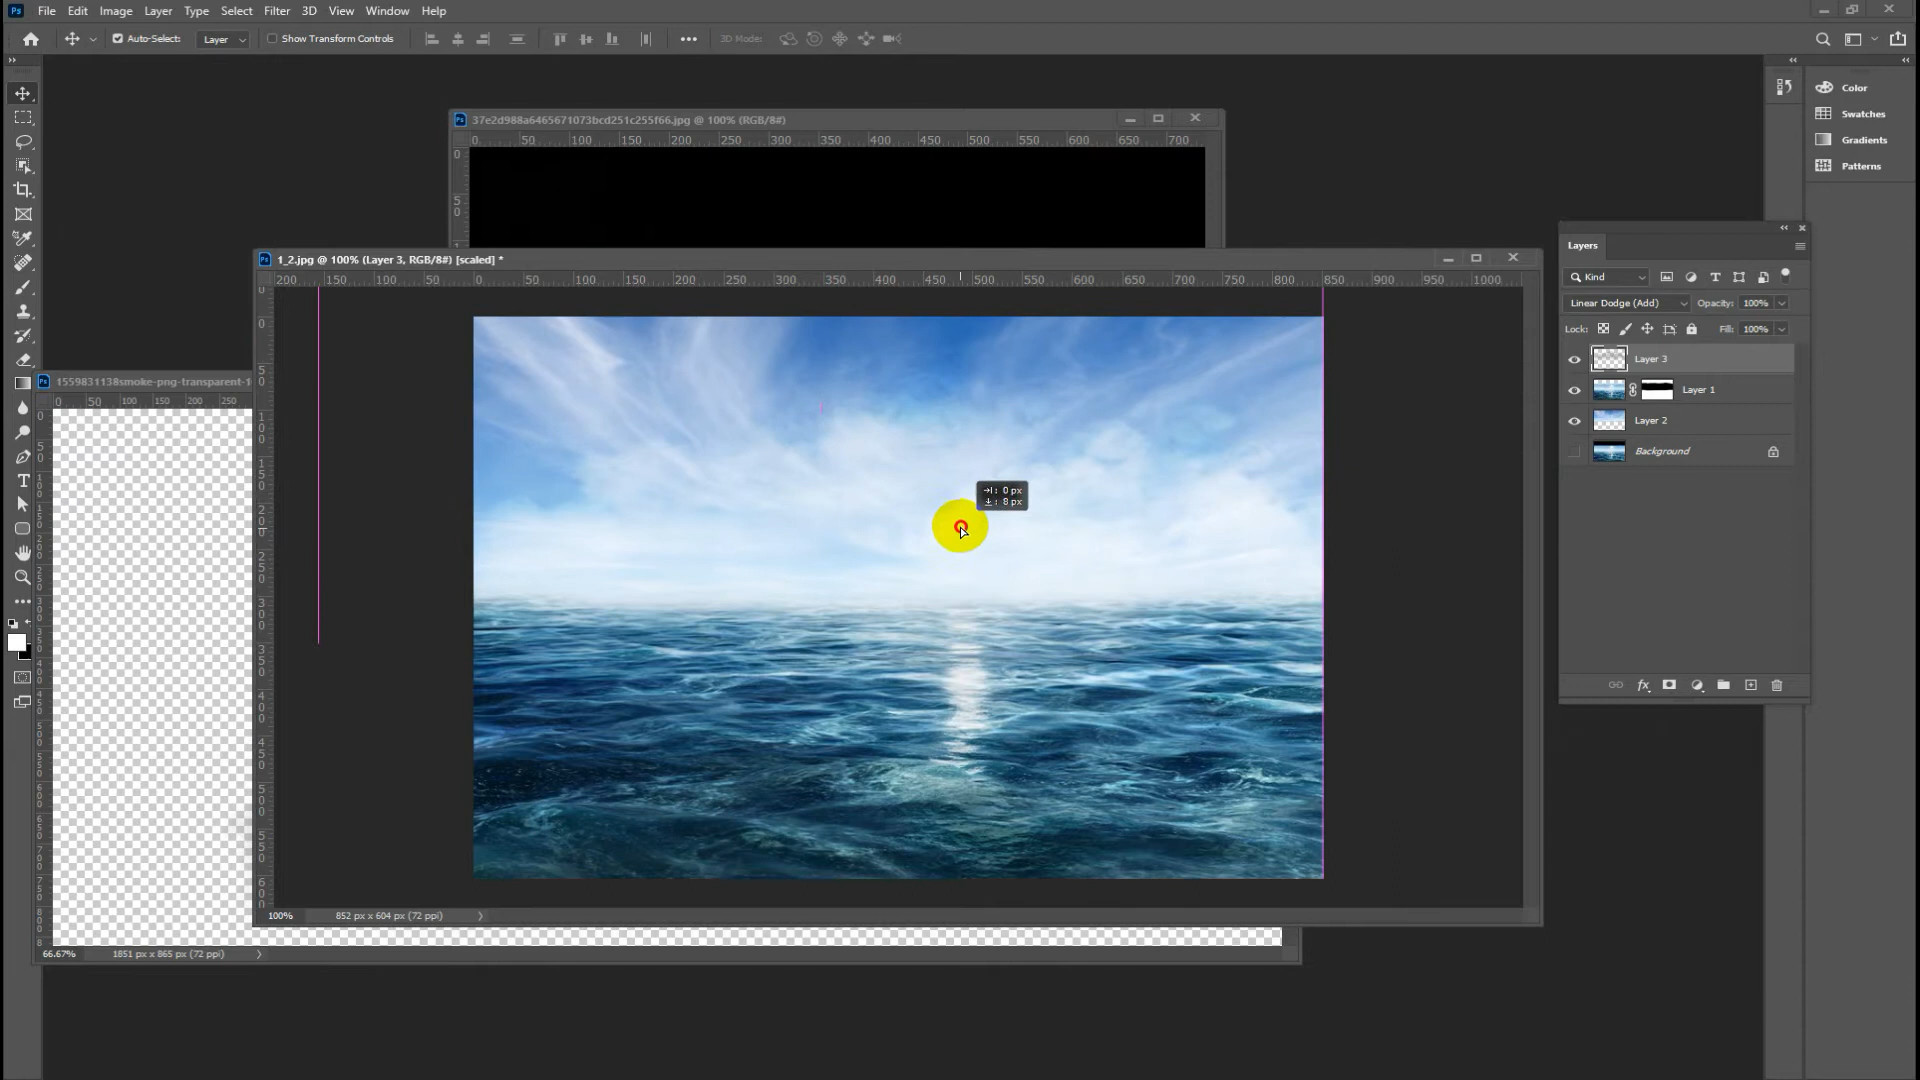 Ps File Edit Image Layer Type Select Filter 3D View Window Help
Auto-Select: Layer Show Transform Controls 3D Mode:
Color
Swatches
Gradients
Patterns
37e2d988a6465671073bcd251c255f66.jpg @ 100% (RGB/8#)
0 50 100 150 200 250 300 350 400 450 500 550 600 650 700
1_2.jpg @ 100% (Layer 3, RGB/8#) [scaled] *
200 150 100 50 0 50 100 150 200 250 300 350 400 450 500 550 600 650 700 750 800 850 900 950 1000
1559831138smoke-png-transparent-1
0 50 100 150 200 250
→|: 0 px
: 8 px
100% 852 px x 604 px (72 ppi)
66.67% 1851 px x 865 px (72 ppi)
Layers
Kind
Linear Dodge (Add) Opacity: 100%
Lock: Fill: 100%
Layer 3
Layer 1
Layer 2
Background
fx